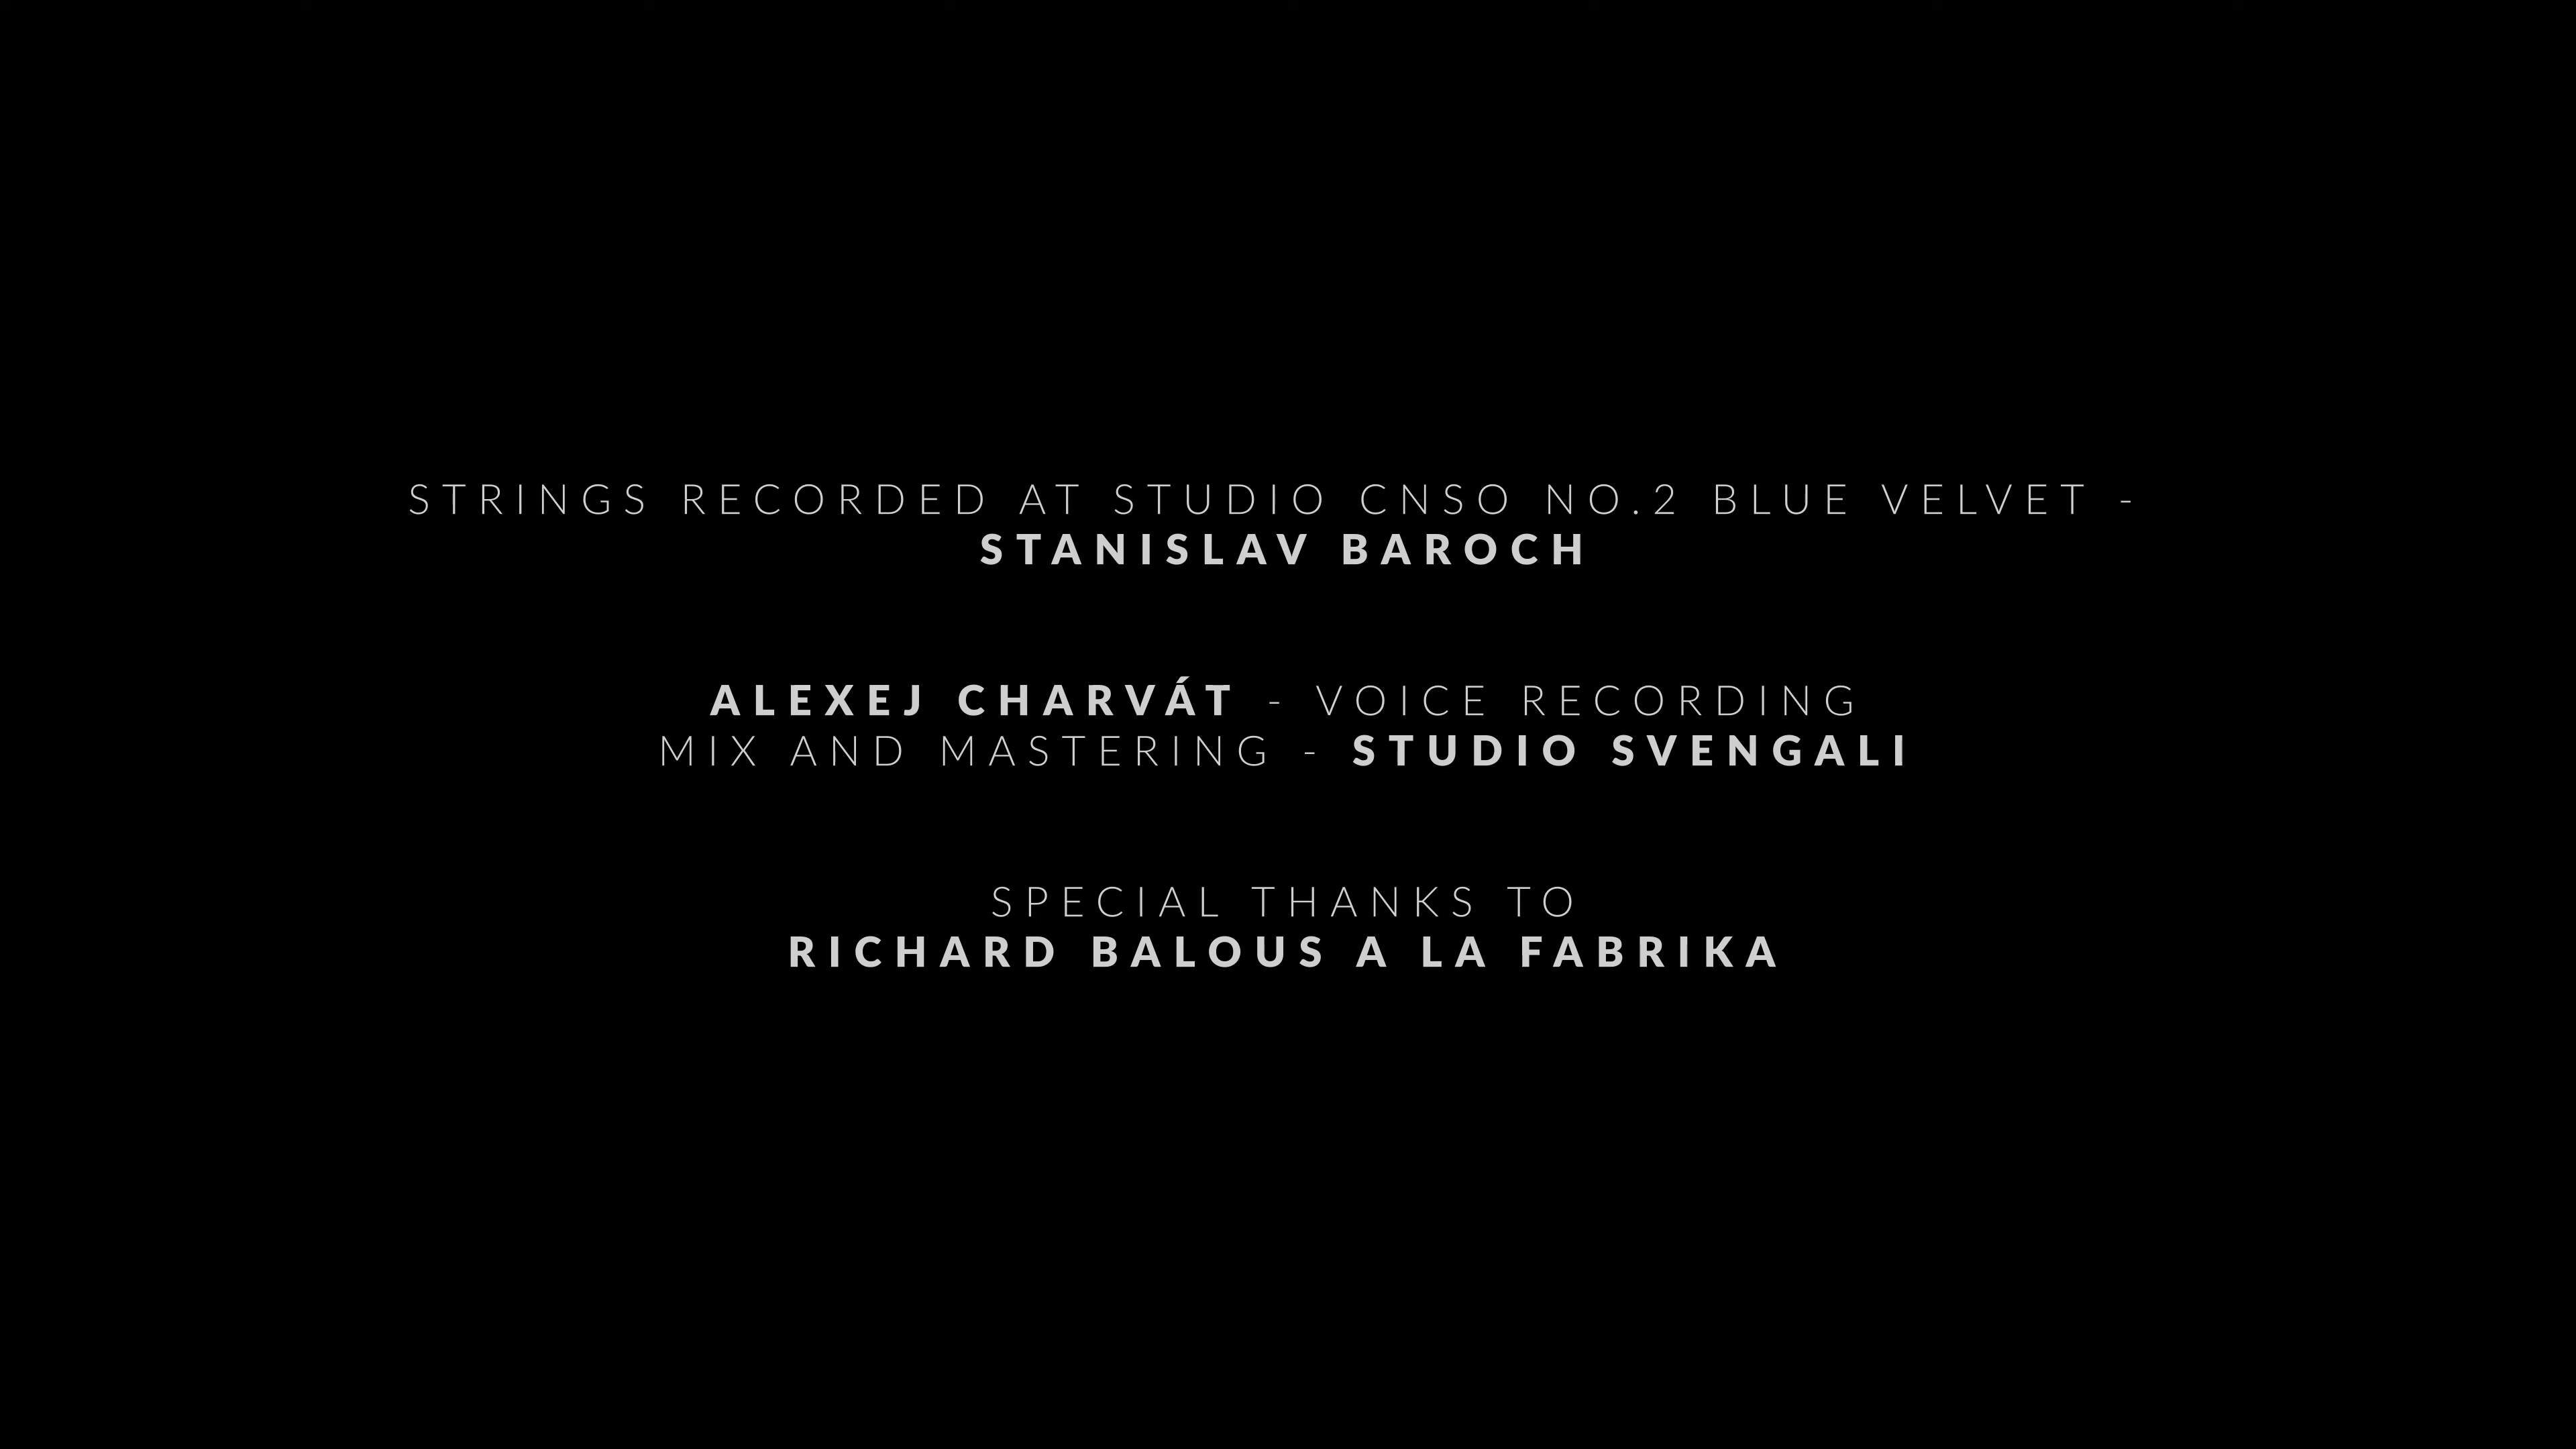 STRINGS RECORDED AT STUDIO CNSO NO.2 BLUE VELVET -
STANISLAV BAROCH
ALEXEJ CHARVÁT - VOICE RECORDING
MIX AND MASTERING - STUDIO SVENGALI
SPECIAL THANKS TO
RICHARD BALOUS A LA FABRIKA